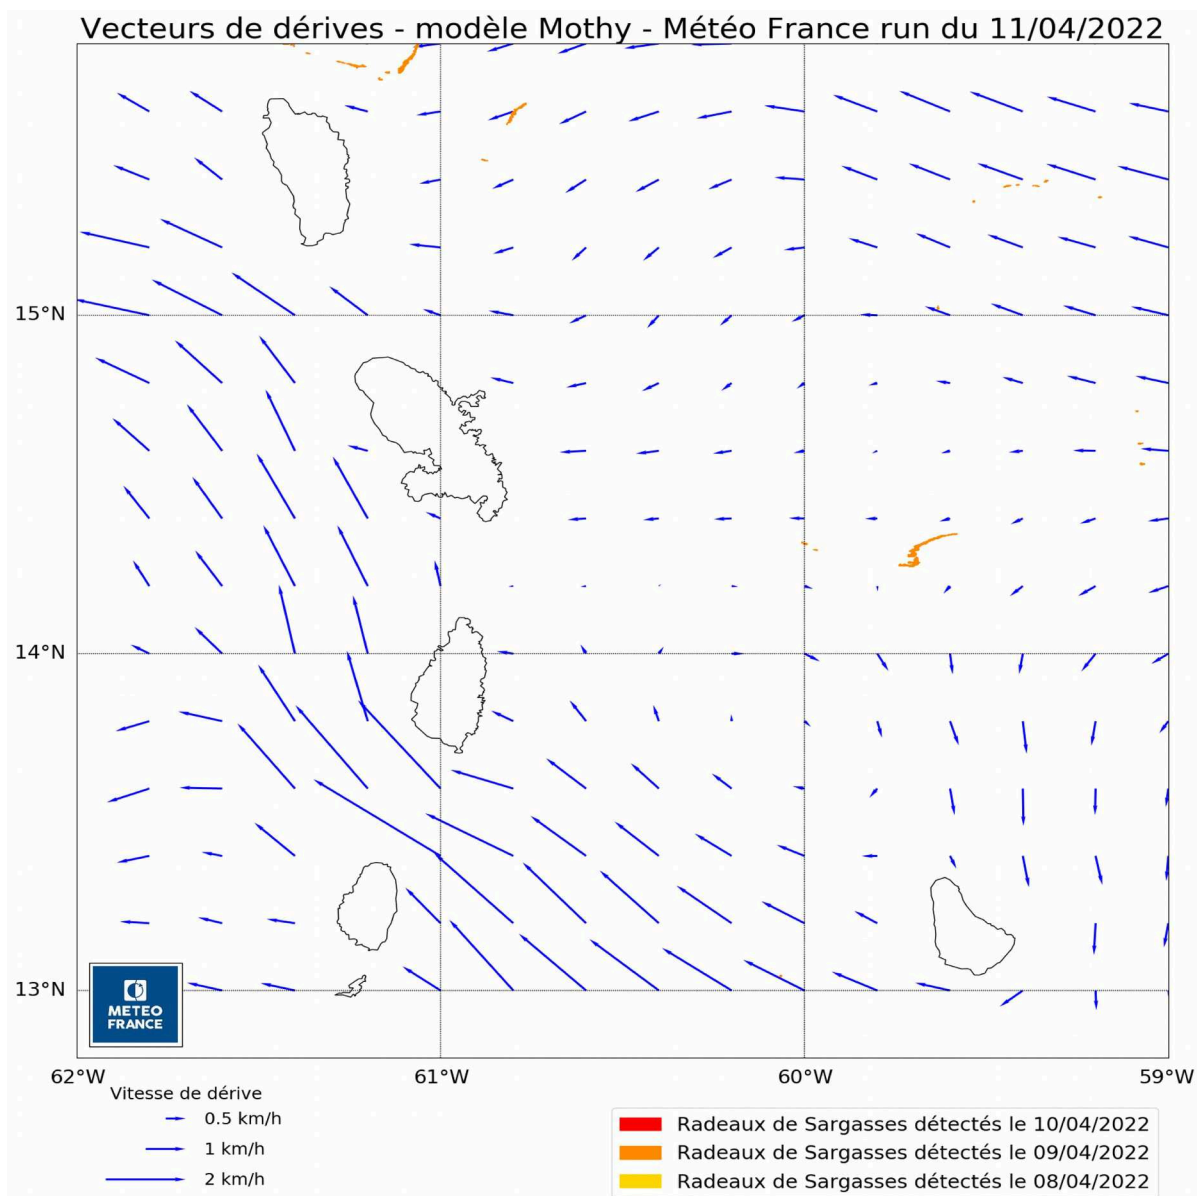 Vecteurs de dérives - modèle Mothy - Météo France run du 11/04/2022
15°N
14°N
13°N
METEO
FRANCE
62°W
61°W
60°W
59°W
Vitesse de dérive
0.5 km/h
1 km/h
2 km/h
Radeaux de Sargasses détectés le 10/04/2022
Radeaux de Sargasses détectés le 09/04/2022
Radeaux de Sargasses détectés le 08/04/2022